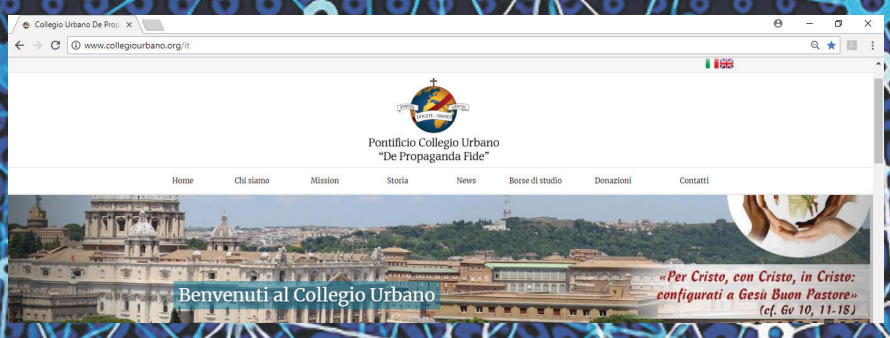 Collegio Urbano De Prop
www.collegiourbano.org/it
DOCETE OMNES
Pontificio Collegio Urbano
"De Propaganda Fide"
Home Chi siamo Mission Storia News Borse di studio Donazioni Contatti
Benvenuti al Collegio Urbano
«Per Cristo, con Cristo, in Cristo:
configurati a Gesù Buon Pastore»
(cf. Gv 10, 11-18)